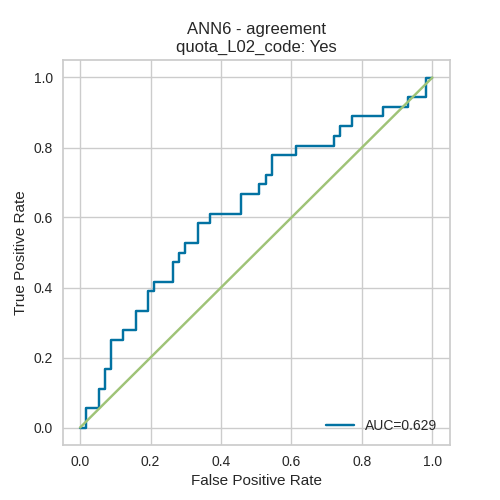 ANN6 - agreement
quota_L02_code: Yes
True Positive Rate
1.0
0.8
0.6
0.4
0.2
0.0
AUC=0.629
0.0 0.2 0.4 0.6 0.8 1.0
False Positive Rate